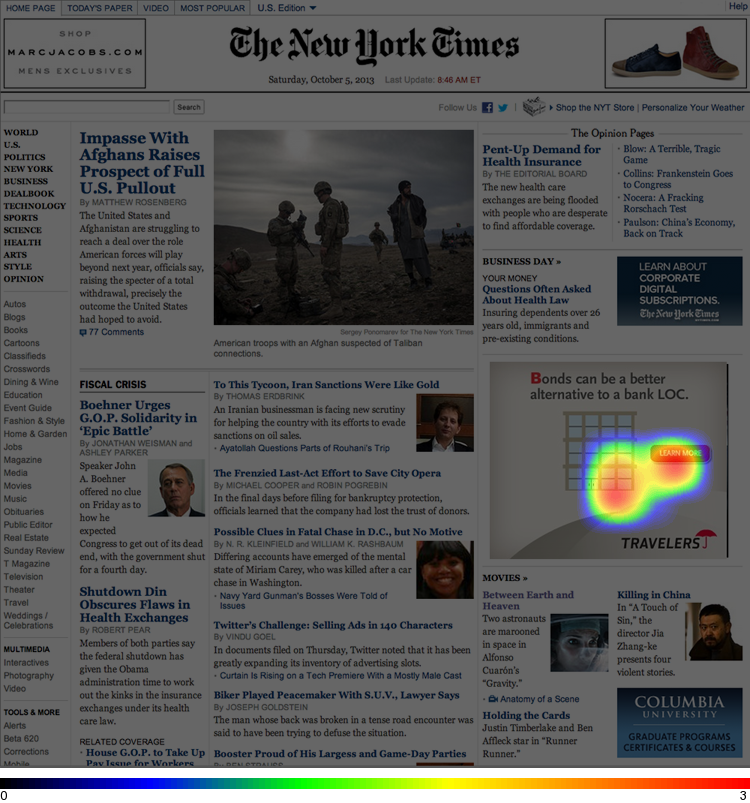 HOME PAGE TODAY'S PAPER VIDEO MOST POPULAR U.S. Edition Help
SHOP
MARCJACOBS.COM
MENS EXCLUSIVES
The New York Times
Saturday, October 5, 2013 Last Update: 8:46 AM ET
Search
Follow Us Shop the NYT Store Personalize Your Weather
WORLD
U.S.
POLITICS
NEW YORK
BUSINESS
DEALBOOK
TECHNOLOGY
SPORTS
SCIENCE
HEALTH
ARTS
STYLE
OPINION
Autos
Blogs
Books
Cartoons
Classifieds
Crosswords
Dining & Wine
Education
Event Guide
Fashion & Style
Home & Garden
Jobs
Magazine
Media
Movies
Music
Obituaries
Public Editor
Real Estate
Sunday Review
T Magazine
Television
Theater
Travel
Weddings /
Celebrations
MULTIMEDIA
Interactives
Photography
Video
TOOLS & MORE
Alerts
Beta 620
Corrections
Mobile
Impasse With
Afghans Raises
Prospect of Full
U.S. Pullout
By MATTHEW ROSENBERG
The United States and
Afghanistan are struggling to
reach a deal over the role
American forces will play
beyond next year, officials say,
raising the specter of a total
withdrawal, precisely the
outcome the United States
had hoped to avoid.
77 Comments
Sergey Ponomarev for The New York Times
American troops with an Afghan suspected of Taliban
connections.
FISCAL CRISIS
Boehner Urges
G.O.P. Solidarity in
'Epic Battle'
By JONATHAN WEISMAN and
ASHLEY PARKER
Speaker John
A. Boehner
offered no clue
on Friday as to
how he
expected
Congress to get out of its dead
end, with the government shut
for a fourth day.
Shutdown Din
Obscures Flaws in
Health Exchanges
By ROBERT PEAR
Members of both parties say
the federal shutdown has
given the Obama
administration time to work
out the kinks in the insurance
exchanges under its health
care law.
RELATED COVERAGE
· House G.O.P. to Take Up
Pay Issue for Workers
To This Tycoon, Iran Sanctions Were Like Gold
By THOMAS ERDBRINK
An Iranian businessman is facing new scrutiny
for helping the country with its efforts to evade
sanctions on oil sales.
· Ayatollah Questions Parts of Rouhani's Trip
The Frenzied Last-Act Effort to Save City Opera
By MICHAEL COOPER and ROBIN POGREBIN
In the final days before filing for bankruptcy protection,
officials learned that the company had lost the trust of donors.
Possible Clues in Fatal Chase in D.C., but No Motive
By N. R. KLEINFIELD and WILLIAM K. RASHBAUM
Differing accounts have emerged of the mental
state of Miriam Carey, who was killed after a car
chase in Washington.
· Navy Yard Gunman's Bosses Were Told of
Issues
Twitter's Challenge: Selling Ads in 140 Characters
By VINDU GOEL
In documents filed on Thursday, Twitter noted that it has been
greatly expanding its inventory of advertising slots.
· Curtain Is Rising on a Tech Premiere With a Mostly Male Cast
Biker Played Peacemaker With S.U.V., Lawyer Says
By JOSEPH GOLDSTEIN
The man whose back was broken in a tense road encounter was
said to have been trying to defuse the situation.
Booster Proud of His Largess and Game-Day Parties
By BEN STRAUSS
The Opinion Pages
Pent-Up Demand for
Health Insurance
By THE EDITORIAL BOARD
The new health care
exchanges are being flooded
with people who are desperate
to find affordable coverage.
· Blow: A Terrible, Tragic
Game
· Collins: Frankenstein Goes
to Congress
· Nocera: A Fracking
Rorschach Test
· Paulson: China's Economy,
Back on Track
BUSINESS DAY »
YOUR MONEY
Questions Often Asked
About Health Law
Insuring dependents over 26
years old, immigrants and
pre-existing conditions.
LEARN ABOUT
CORPORATE
DIGITAL
SUBSCRIPTIONS.
The New York Times
Bonds can be a better
alternative to a bank LOC.
LEARN MORE
TRAVELERS
MOVIES »
Between Earth and
Heaven
Two astronauts
are marooned
in space in
Alfonso
Cuarón's
"Gravity."
· Anatomy of a Scene
Holding the Cards
Justin Timberlake and Ben
Affleck star in "Runner
Runner."
Killing in China
In "A Touch of
Sin," the
director Jia
Zhang-ke
presents four
violent stories.
COLUMBIA
UNIVERSITY
GRADUATE PROGRAMS
CERTIFICATES & COURSES
0 3